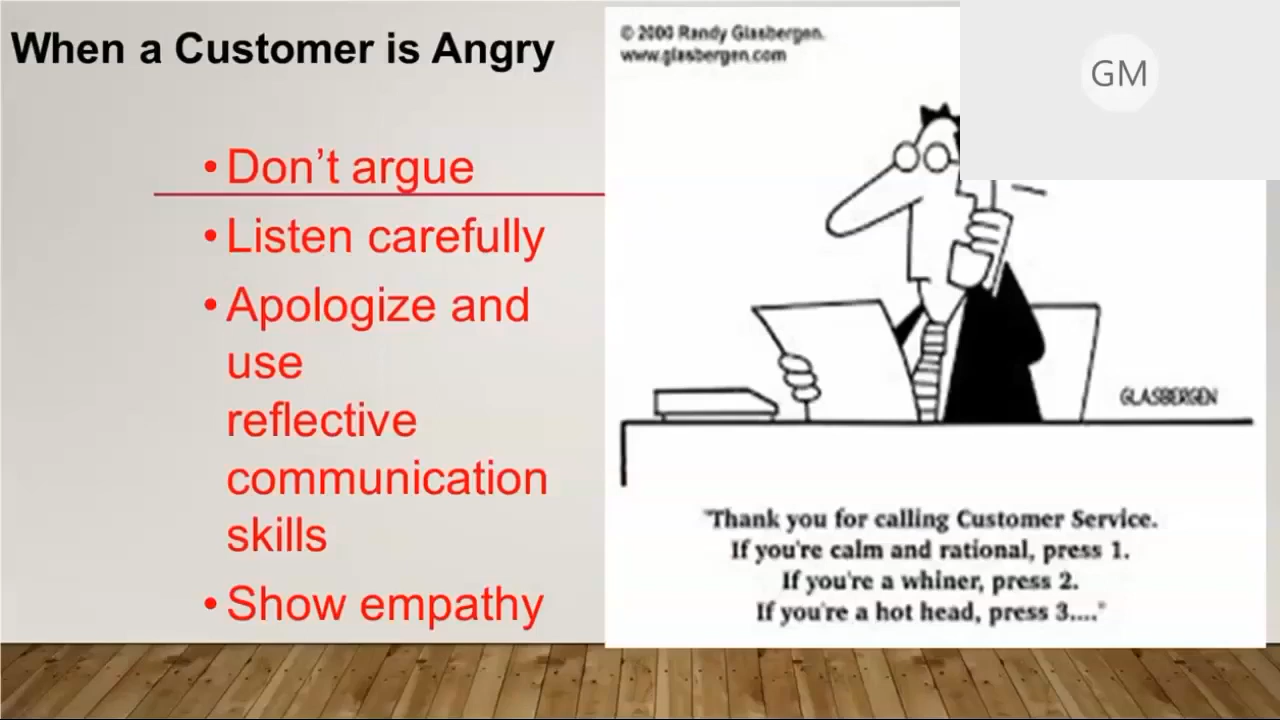 When a Customer is Angry
• Don't argue
• Listen carefully
• Apologize and
use
reflective
communication
skills
• Show empathy
© 2000 Randy Glasbergen.
www.glasbergen.com
GM
GLASBERGEN
"Thank you for calling Customer Service.
If you're calm and rational, press 1.
If you're a whiner, press 2.
If you're a hot head, press 3...."